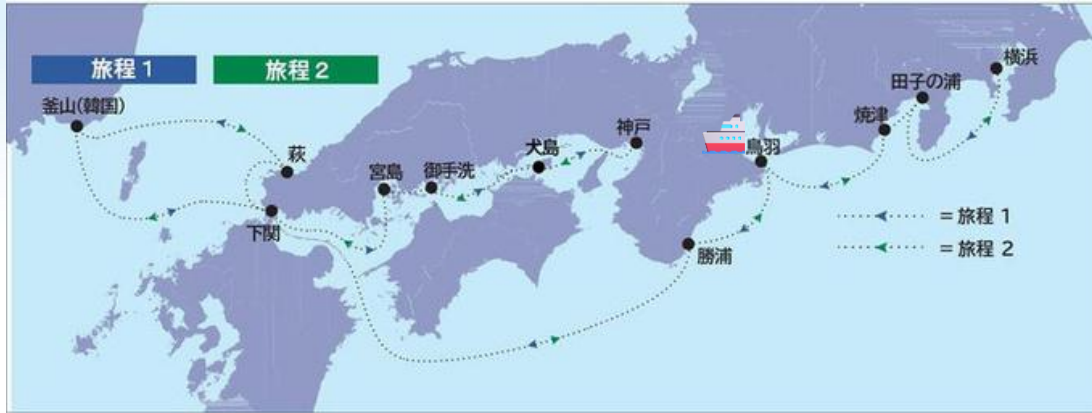 旅程1
旅程2
横浜
田子の浦
釜山(韓国)
焼津
神戸
犬島
鳥羽
萩
宮島
御手洗
下関
勝浦
=旅程1
=旅程2